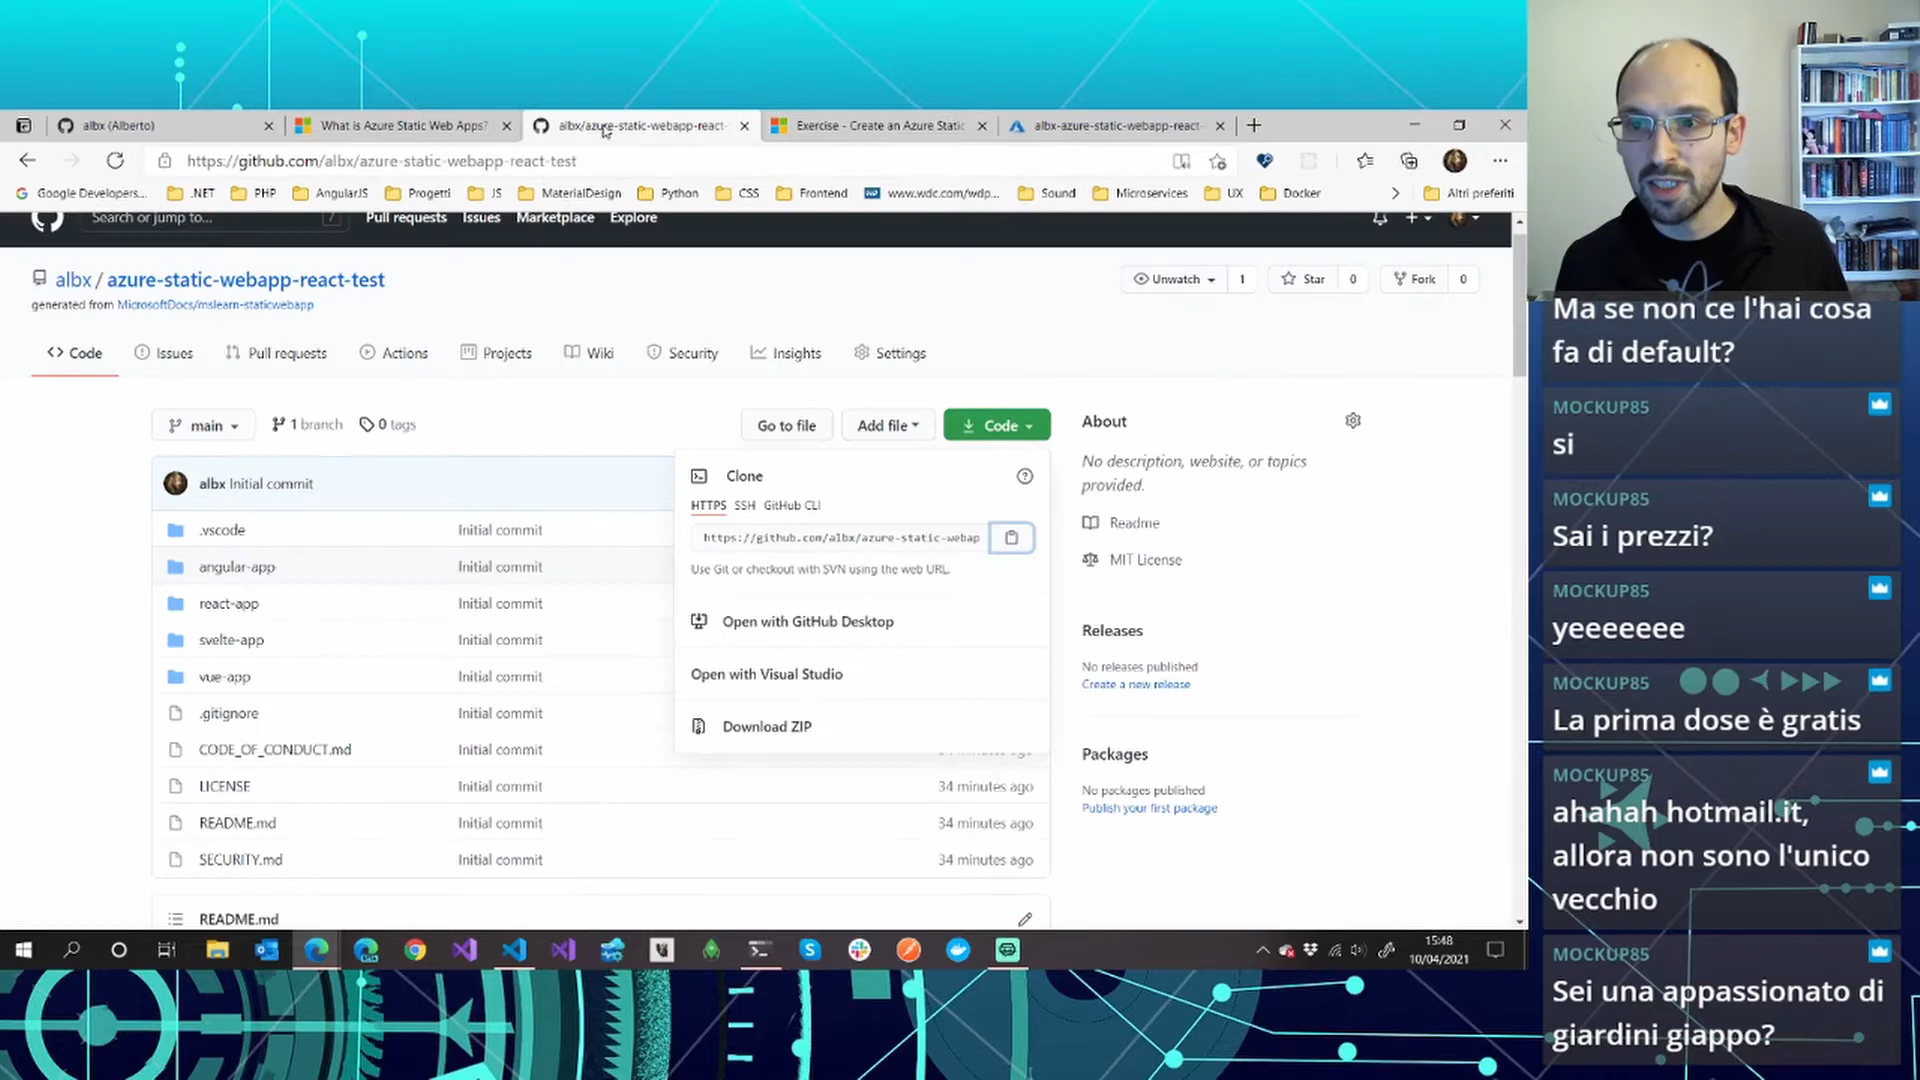 albx (Alberto)
What is Azure Static Web Apps?
albx/azure-static-webapp-react-
Exercise - Create an Azure Static
albx-azure-static-webapp-react-
https://github.com/albx/azure-static-webapp-react-test
Google Developers...
.NET
PHP
AngularJS
Progetti
JS
MaterialDesign
Python
CSS
Frontend
www.wdc.com/wdp...
Sound
Microservices
UX
Docker
Altri preferiti
Search or jump to...
/
Pull requests
Issues
Marketplace
Explore
albx / azure-static-webapp-react-test
generated from MicrosoftDocs/mslearn-staticwebapp
Unwatch
1
Star
0
Fork
0
Code
Issues
Pull requests
Actions
Projects
Wiki
Security
Insights
Settings
main
1 branch
0 tags
Go to file
Add file
Code
albx Initial commit
.vscode
Initial commit
angular-app
Initial commit
react-app
Initial commit
svelte-app
Initial commit
vue-app
Initial commit
.gitignore
Initial commit
CODE_OF_CONDUCT.md
Initial commit
LICENSE
Initial commit
34 minutes ago
README.md
Initial commit
34 minutes ago
SECURITY.md
Initial commit
34 minutes ago
README.md
Clone
HTTPS
SSH
GitHub CLI
https://github.com/albx/azure-static-webap
Use Git or checkout with SVN using the web URL.
Open with GitHub Desktop
Open with Visual Studio
Download ZIP
About
No description, website, or topics
provided.
Readme
MIT License
Releases
No releases published
Create a new release
Packages
No packages published
Publish your first package
15:48
10/04/2021
Ma se non ce l'hai cosa
fa di default?
MOCKUP85
si
MOCKUP85
Sai i prezzi?
MOCKUP85
yeeeeeee
MOCKUP85
La prima dose è gratis
MOCKUP85
ahahah hotmail.it,
allora non sono l'unico
vecchio
MOCKUP85
Sei una appassionato di
giardini giappo?